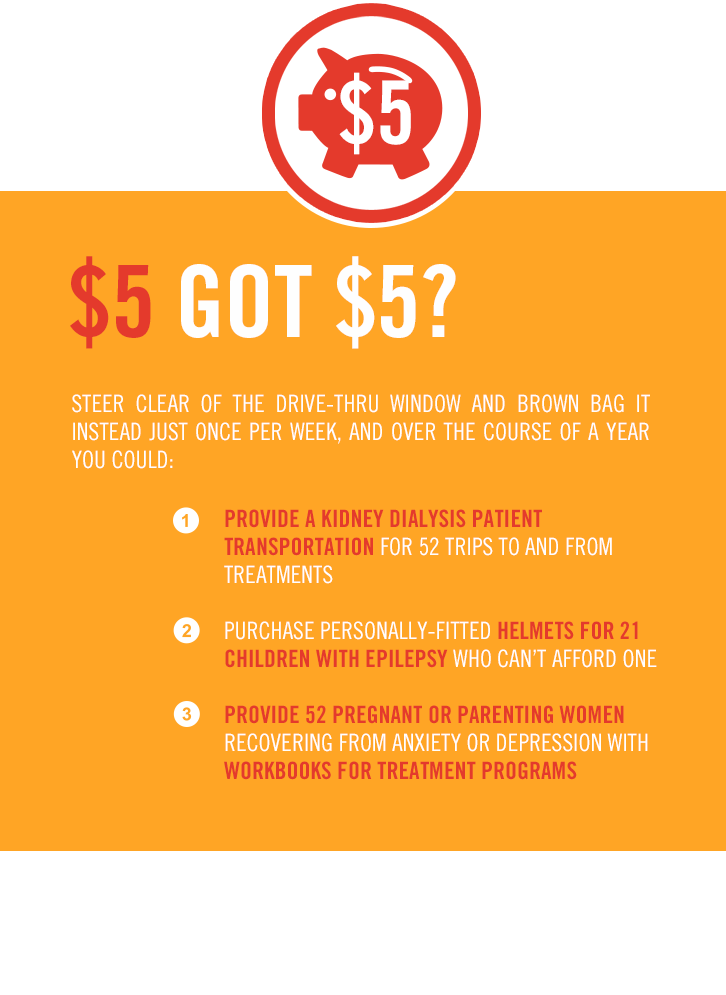 $5
$5 GOT $5?
STEER CLEAR OF THE DRIVE-THRU WINDOW AND BROWN BAG IT
INSTEAD JUST ONCE PER WEEK, AND OVER THE COURSE OF A YEAR
YOU COULD:
1 PROVIDE A KIDNEY DIALYSIS PATIENT
TRANSPORTATION FOR 52 TRIPS TO AND FROM
TREATMENTS
2 PURCHASE PERSONALLY-FITTED HELMETS FOR 21
CHILDREN WITH EPILEPSY WHO CAN'T AFFORD ONE
3 PROVIDE 52 PREGNANT OR PARENTING WOMEN
RECOVERING FROM ANXIETY OR DEPRESSION WITH
WORKBOOKS FOR TREATMENT PROGRAMS